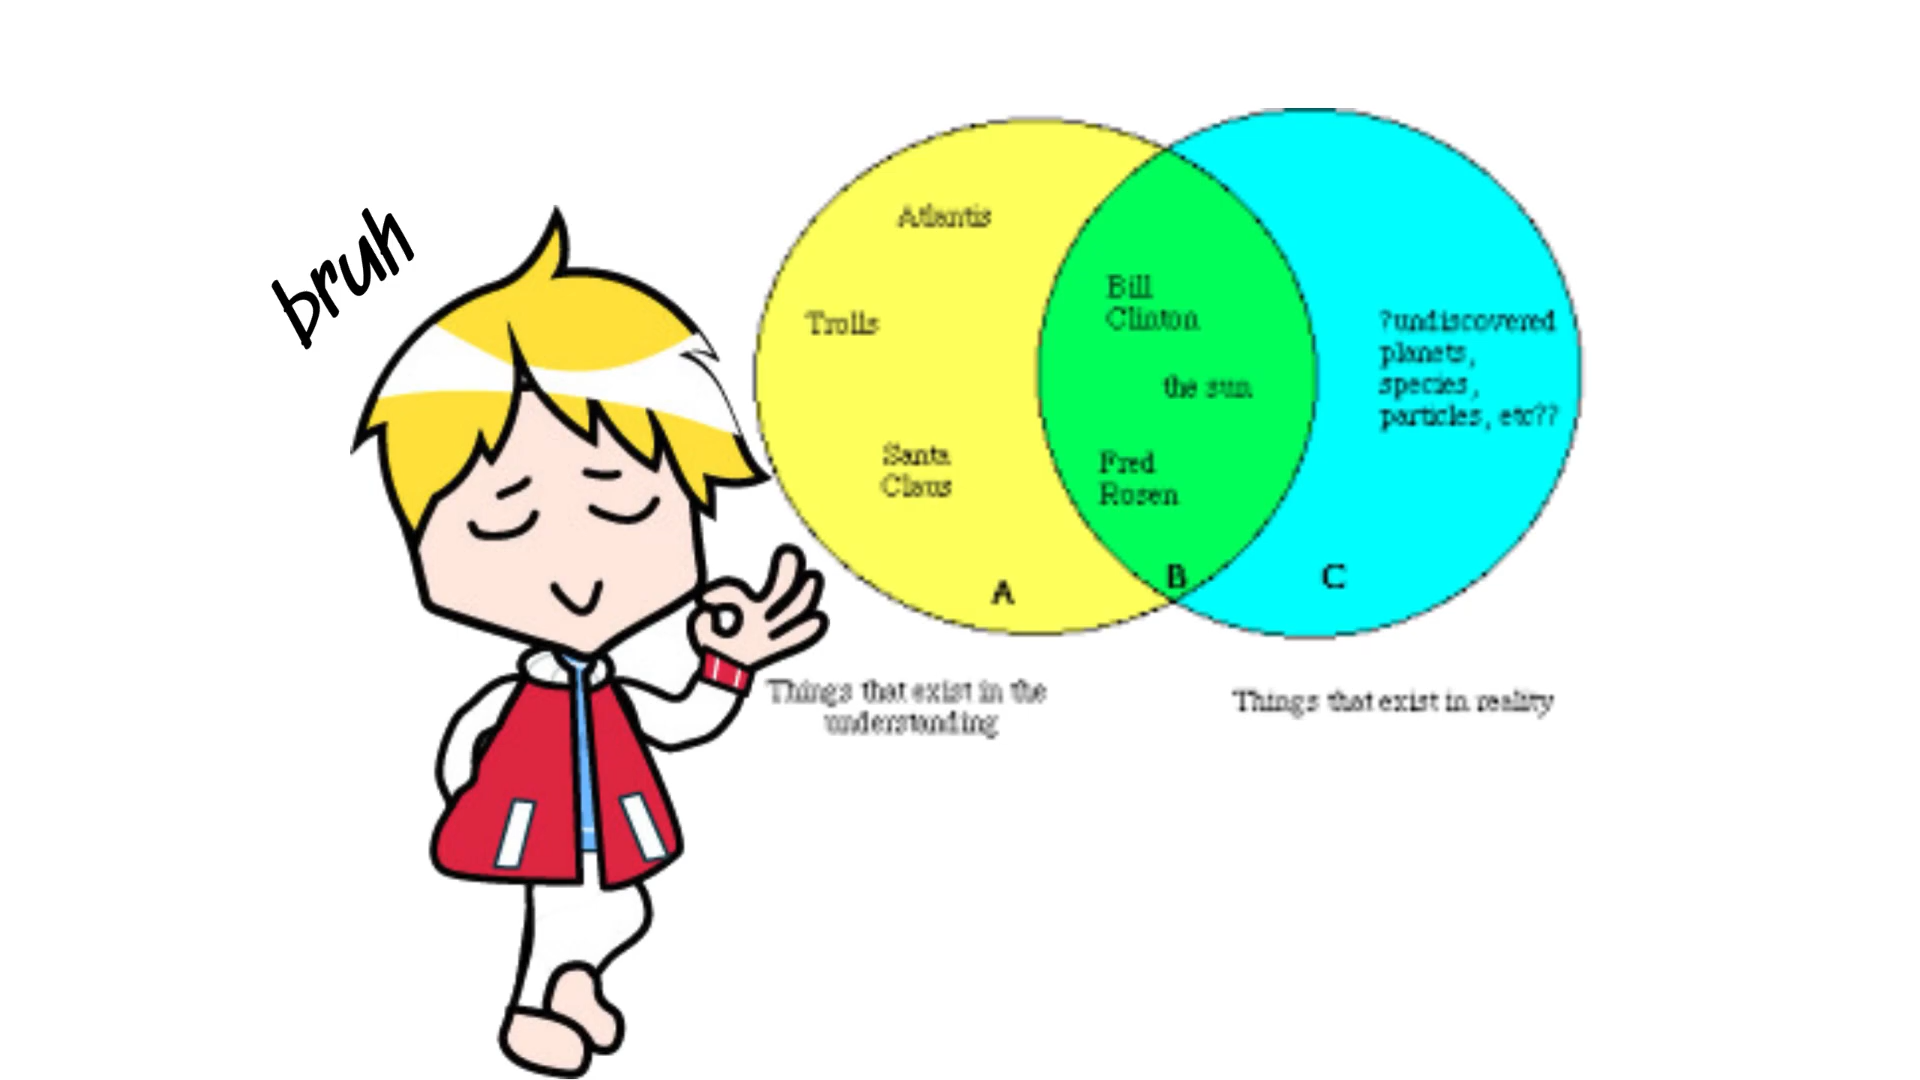 bruh
Atlantis
Trolls
Santa
Claus
A
Bill
Clinton
the sun
Fred
Rosen
B
?undiscovered
planets,
species,
particles, etc??
C
Things that exist in the
understanding
Things that exist in reality